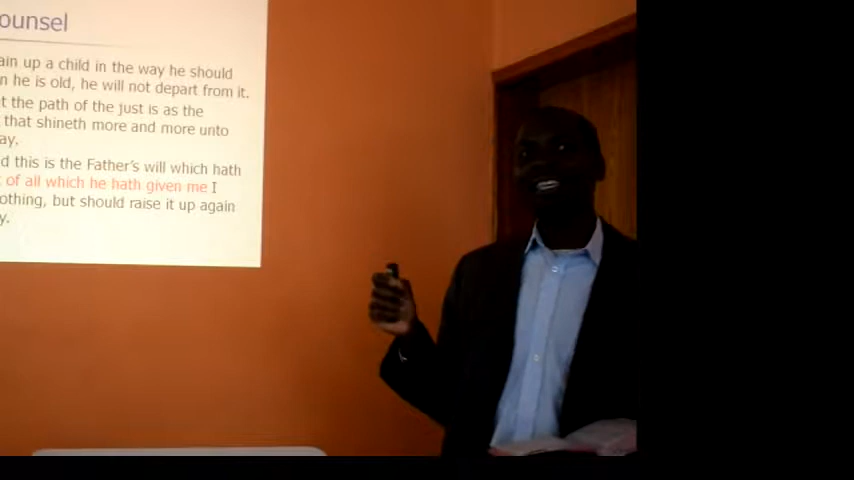 ounsel
ain up a child in the way he should
n he is old, he will not depart from it.
t the path of the just is as the
that shineth more and more unto
ay.
d this is the Father's will which hath
t of all which he hath given me I
othing, but should raise it up again
y.